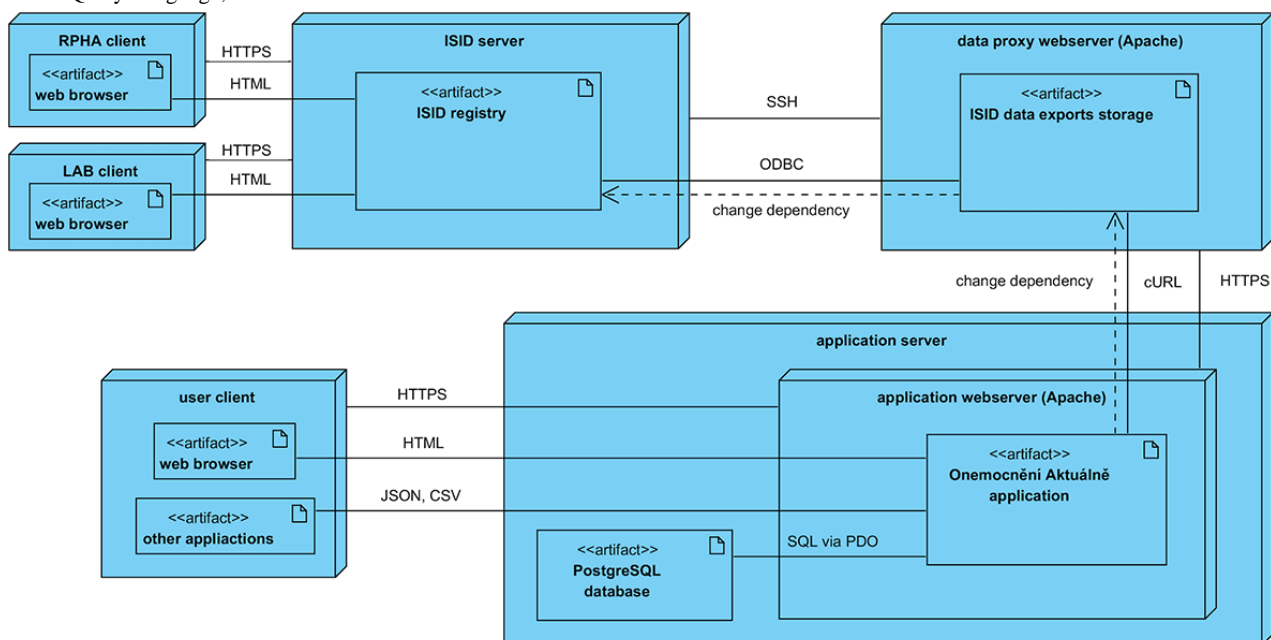 RPHA client
<<artifact>>
web browser
HTTPS
HTML
LAB client
<<artifact>>
web browser
HTTPS
HTML
ISID server
<<artifact>>
ISID registry
SSH
ODBC
change dependency
data proxy webserver (Apache)
<<artifact>>
ISID data exports storage
change dependency
cURL
HTTPS
application server
user client
<<artifact>>
web browser
<<artifact>>
other appliactions
HTTPS
HTML
JSON, CSV
application webserver (Apache)
<<artifact>>
Onemocnění Aktuálně
application
SQL via PDO
<<artifact>>
PostgreSQL
database